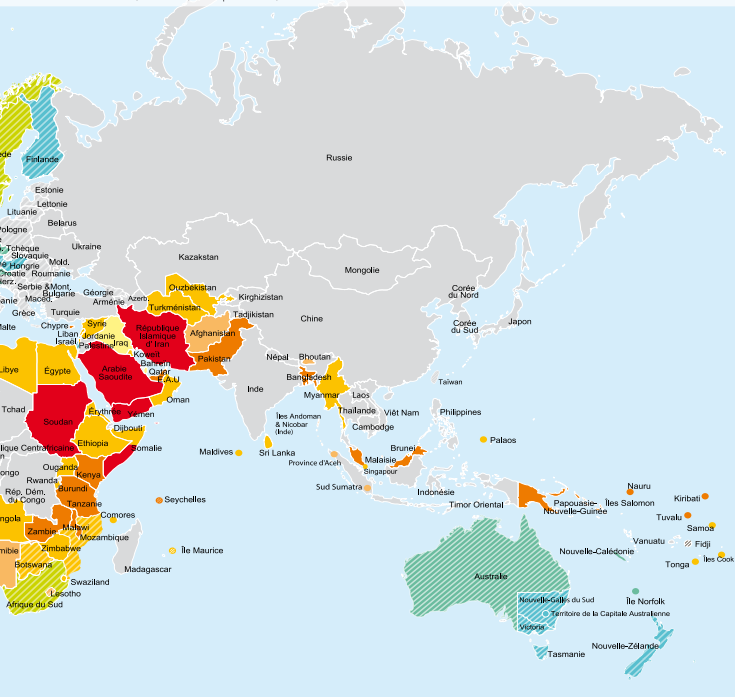 Russie
Finlande
Estonie
Lettonie
Lituanie
Belarus
Ukraine
Slovaquie
Hongrie
Mold.
Roumanie
Serbie &Mont.
Bulgarie
Macéd.
Grèce
Turquie
Géorgie
Arménie
Azerb.
Kazakstan
Mongolie
Ouzbékistan
Turkménistan
Kirghizistan
Tadjikistan
Chine
Corée
du Nord
Corée
du Sud
Japon
Chypre
Liban
Israël
Syrie
Jordanie
Palestine
Iraq
Koweït
Bahrein
Qatar
E.A.U
République
Islamique
d' Iran
Afghanistan
Pakistan
Népal
Bhoutan
Bangladesh
Inde
Myanmar
Laos
Thaïlande
Viêt Nam
Cambodge
Taïwan
Philippines
Égypte
Arabie
Saoudite
Oman
Yémen
Tchad
Soudan
Érythrée
Djibouti
Ethiopia
Somalie
Îles Andoman
& Nicobar
(Inde)
Maldives
Sri Lanka
Province d'Aceh
Malaisie
Singapour
Brunei
Sud Sumatra
Indonésie
Timor Oriental
Palaos
Papouasie-
Nouvelle-Guinée
Nauru
Îles Salomon
Kiribati
Tuvalu
Samoa
Vanuatu
Fidji
Tonga
Îles Cook
Nouvelle-Calédonie
Ouganda
Rwanda
Kenya
Burundi
Rép. Dém.
du Congo
Tanzanie
Seychelles
Comores
Malawi
Zambie
Mozambique
Zimbabwe
Île Maurice
Botswana
Madagascar
Swaziland
Lesotho
Afrique du Sud
Australie
Nouvelle-Galles du Sud
Territoire de la Capitale Australienne
Victoria
Île Norfolk
Tasmanie
Nouvelle-Zélande